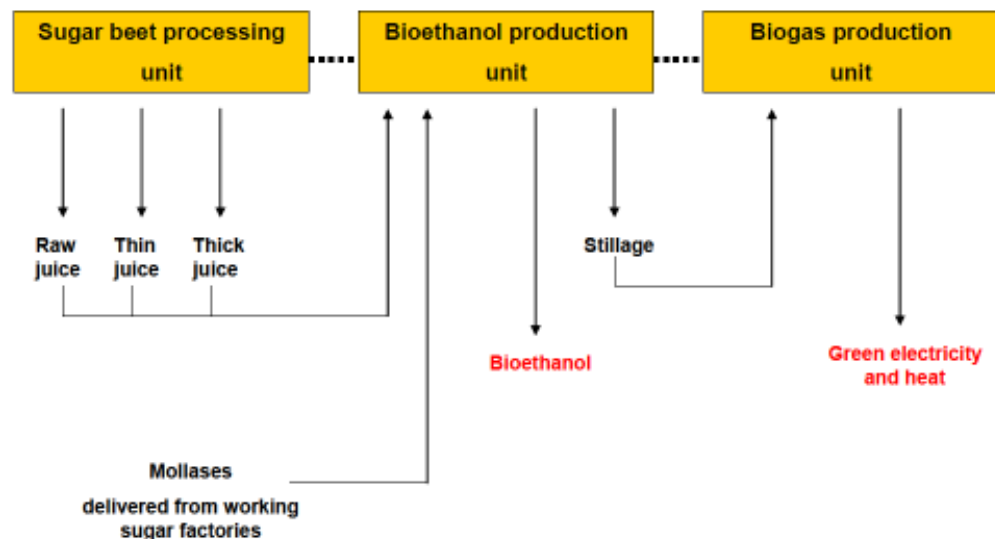 Sugar beet processing
unit
Bioethanol production
unit
Biogas production
unit
Raw
juice
Thin
juice
Thick
juice
Stillage
Bioethanol
Green electricity
and heat
Mollases
delivered from working
sugar factories